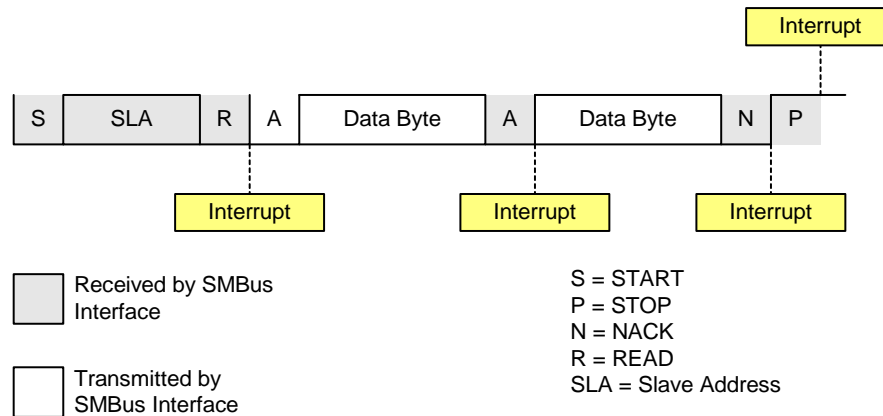 Interrupt
S SLA R A Data Byte A Data Byte N P
Interrupt Interrupt Interrupt
Received by SMBus
Interface
Transmitted by
SMBus Interface
S = START
P = STOP
N = NACK
R = READ
SLA = Slave Address